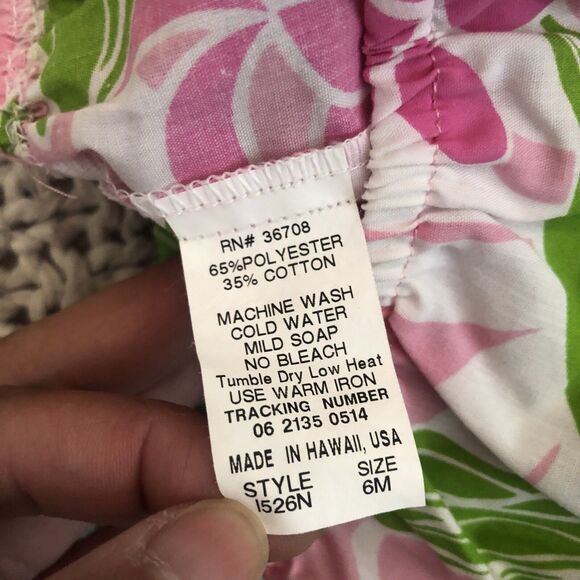 RN# 36708
65%POLYESTER
35% COTTON
MACHINE WASH
COLD WATER
MILD SOAP
NO BLEACH
Tumble Dry Low Heat
USE WARM IRON
TRACKING NUMBER
06 2135 0514
MADE IN HAWAII, USA
STYLE SIZE
I526N 6M